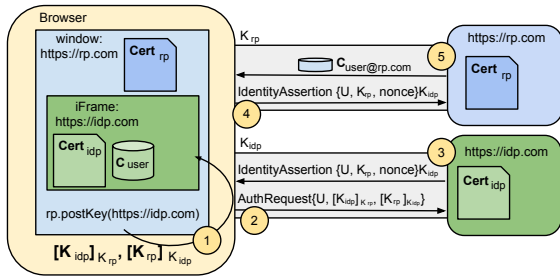 Browser
window:
https://rp.com
Cert rp
iFrame:
https://idp.com
Cert idp
C user
rp.postKey(https://idp.com)
1
[K idp] K rp, [K rp] K idp
K rp
C user@rp.com
IdentityAssertion {U, K rp, nonce}K idp
4
K idp
IdentityAssertion {U, K rp, nonce}K idp
AuthRequest{U, [K idp] K rp, [K rp] K idp}
2
https://rp.com
5
Cert rp
3
https://idp.com
Cert idp